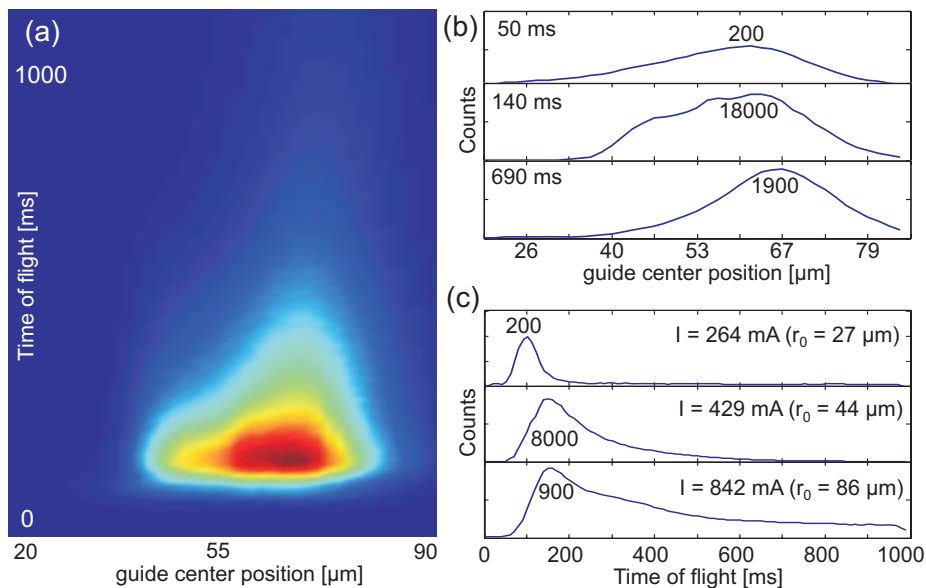 (a)
1000
Time of flight [ms]
0
20 55 90
guide center position [µm]
(b)
50 ms
200
140 ms
18000
690 ms
1900
Counts
26 40 53 67 79
guide center position [µm]
(c)
200
I = 264 mA (r₀ = 27 µm)
8000
I = 429 mA (r₀ = 44 µm)
900
I = 842 mA (r₀ = 86 µm)
Counts
0 200 400 600 800 1000
Time of flight [ms]